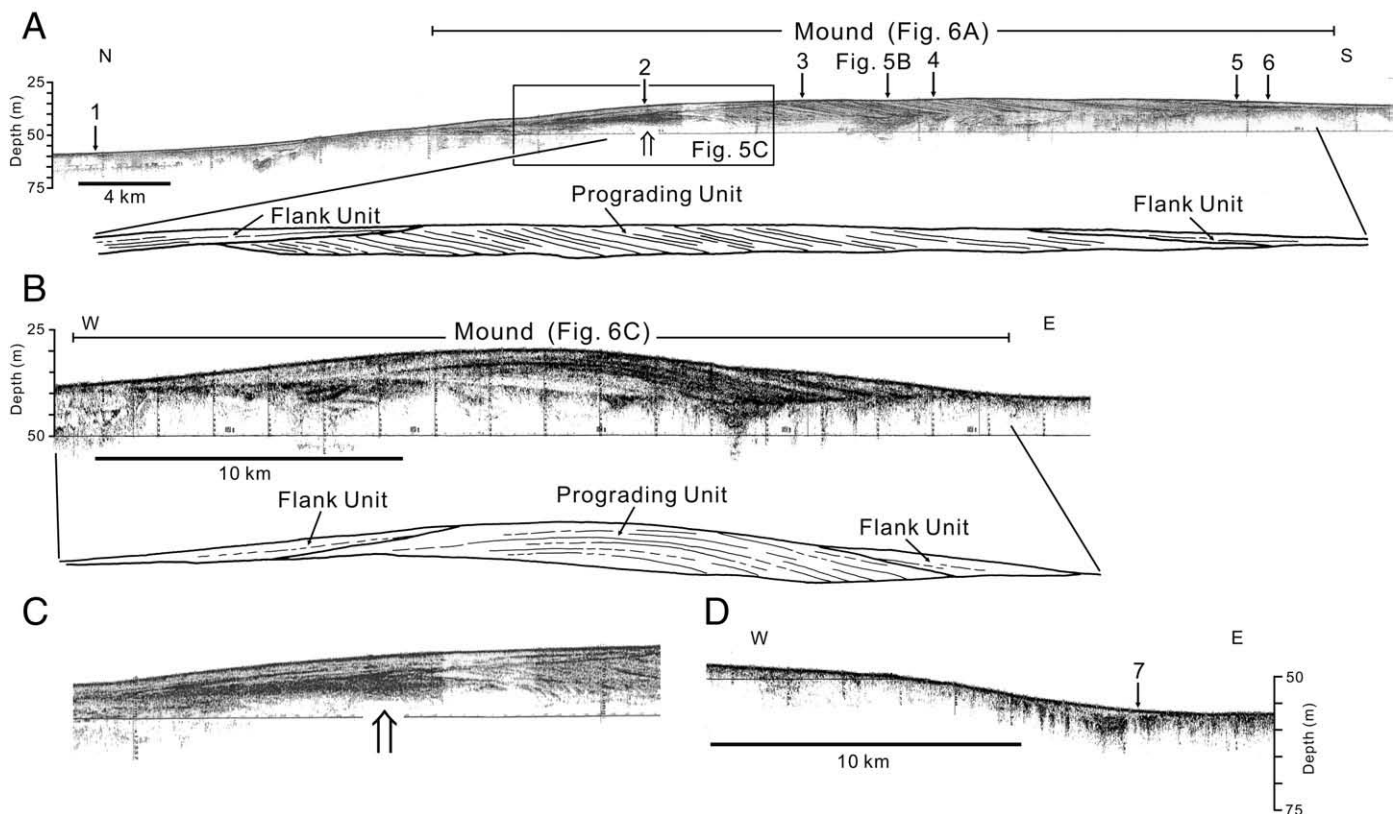 A
Mound (Fig. 6A)
N
S
3 Fig. 5B 4 5 6
2
1
25
50
75
Depth (m)
Fig. 5C
4 km
Prograding Unit
Flank Unit
Flank Unit
B
W
E
Mound (Fig. 6C)
25
50
Depth (m)
10 km
Prograding Unit
Flank Unit
Flank Unit
C
D
W
E
7
50
75
Depth (m)
10 km